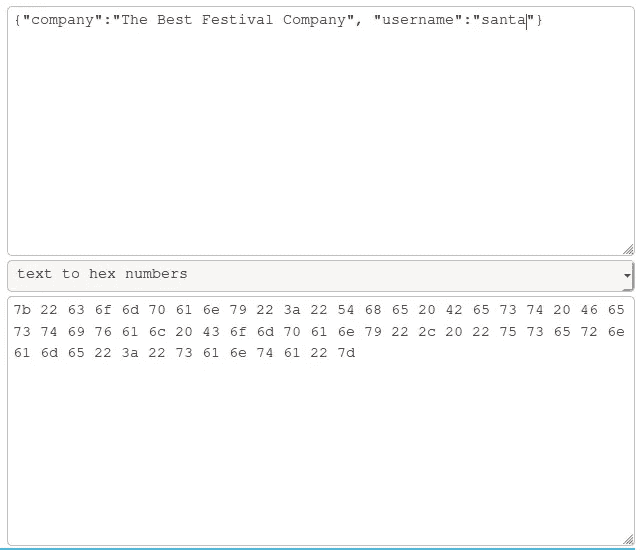 {"company":"The Best Festival Company", "username":"santa"}
text to hex numbers
7b 22 63 6f 6d 70 61 6e 79 22 3a 22 54 68 65 20 42 65 73 74 20 46 65
73 74 69 76 61 6c 20 43 6f 6d 70 61 6e 79 22 2c 20 22 75 73 65 72 6e
61 6d 65 22 3a 22 73 61 6e 74 61 22 7d